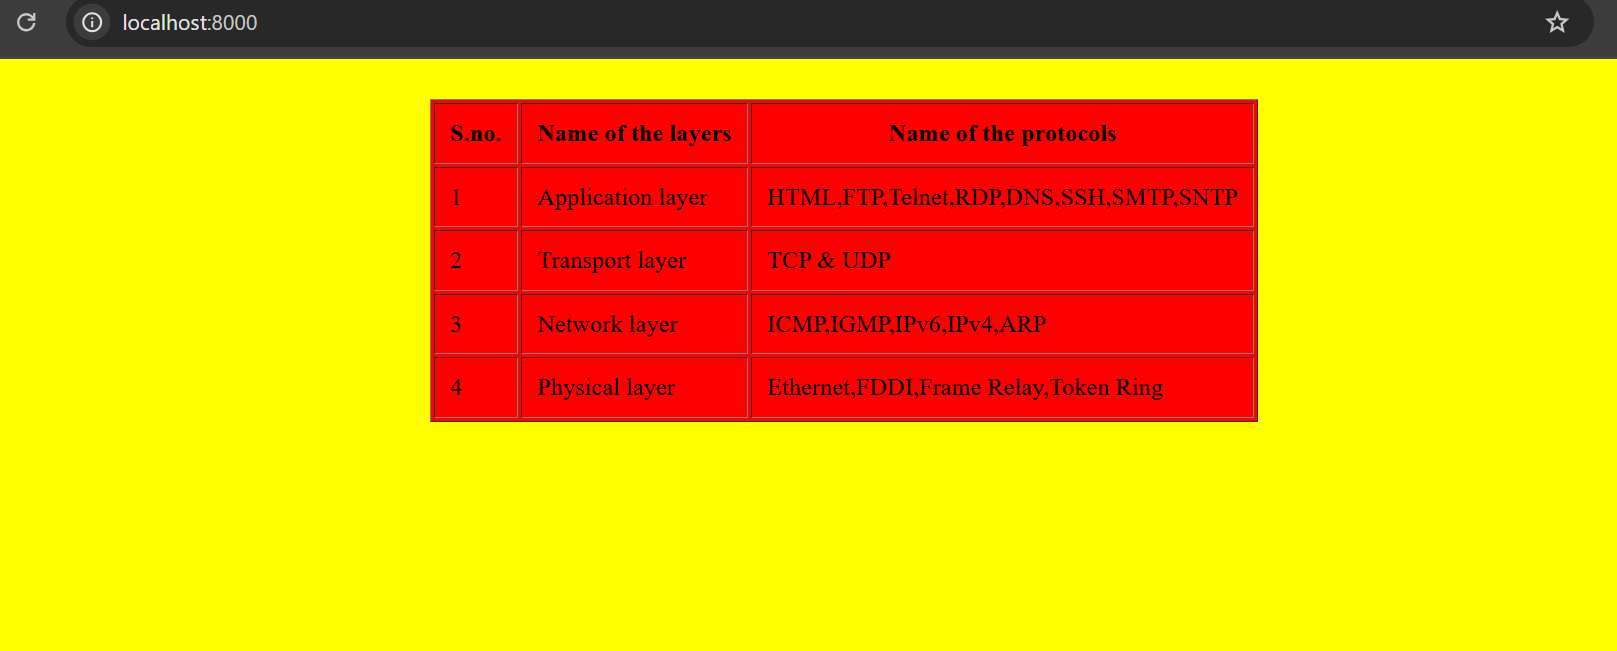 localhost:8000
S.no. Name of the layers Name of the protocols
1 Application layer HTML,FTP,Telnet,RDP,DNS,SSH,SMTP,SNTP
2 Transport layer TCP & UDP
3 Network layer ICMP,IGMP,IPv6,IPv4,ARP
4 Physical layer Ethernet,FDDI,Frame Relay,Token Ring